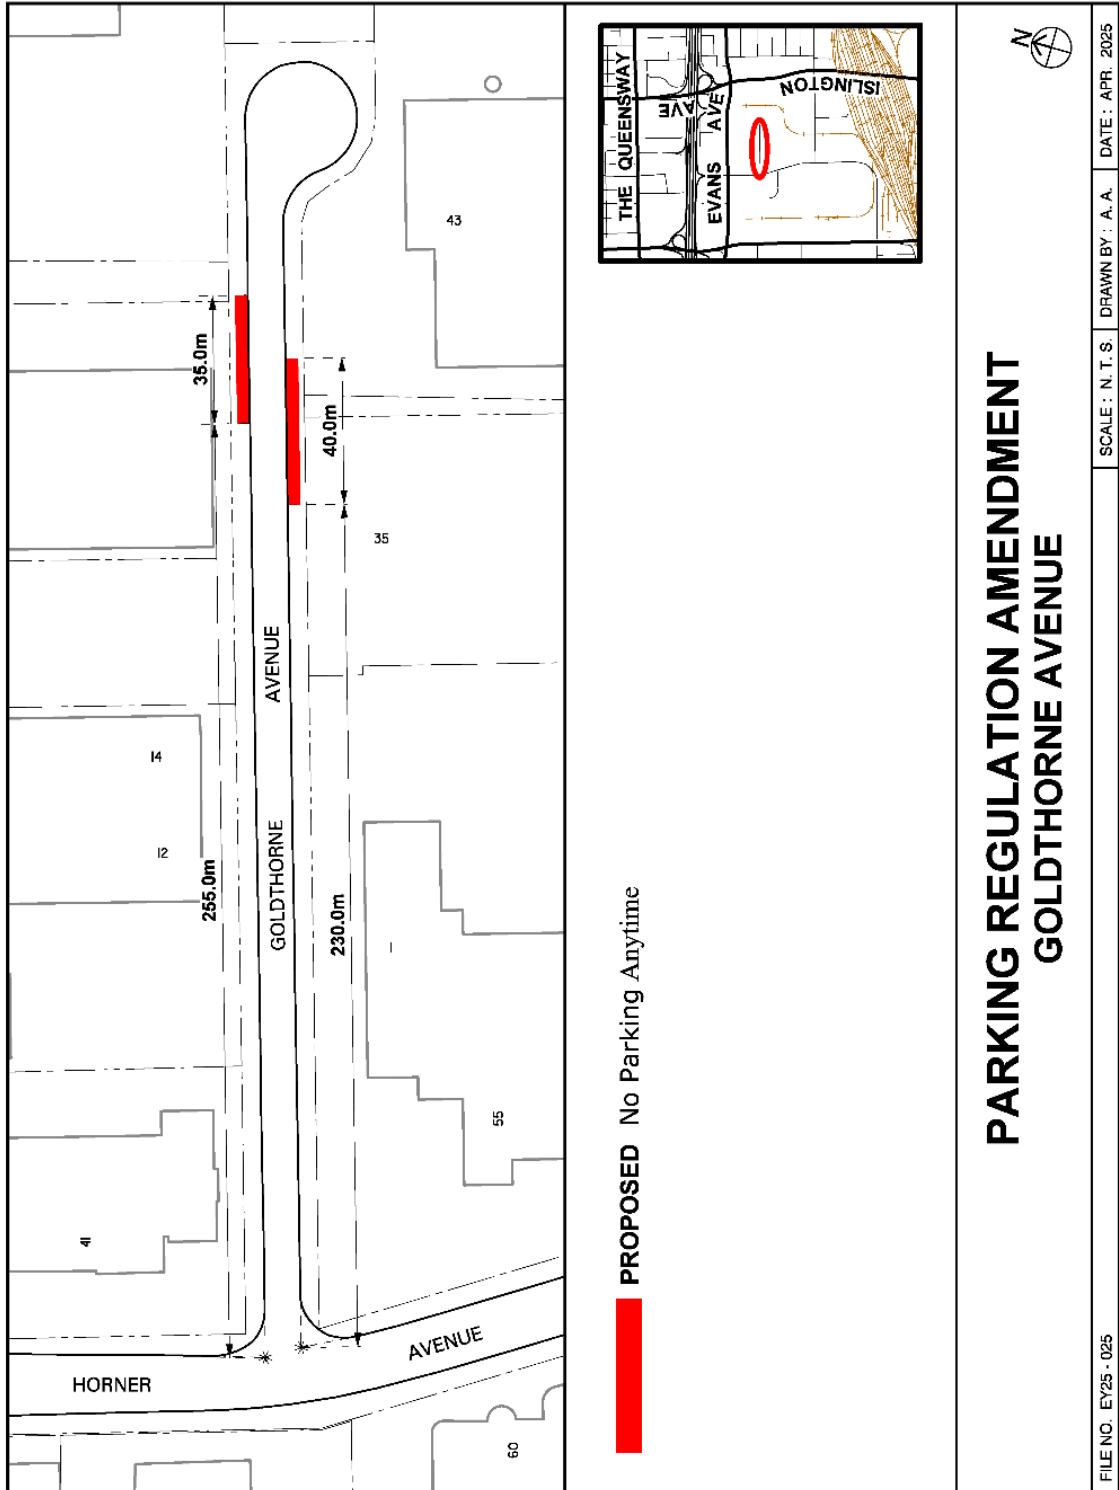 43
35.0m
40.0m
35
AVENUE
14
12
GOLDTHORNE
255.0m
230.0m
55
41
HORNER
AVENUE
60
THE QUEENSWAY
EVANS AVE
ISLINGTON
AVE
PROPOSED No Parking Anytime
N
PARKING REGULATION AMENDMENT
GOLDTHORNE AVENUE
FILE NO. EY25 - 025
SCALE : N. T. S.
DRAWN BY : A. A.
DATE : APR. 2025